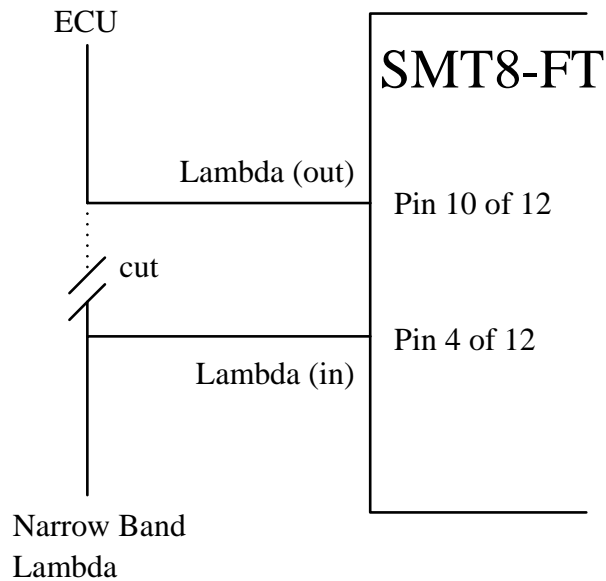 ECU
SMT8-FT
Lambda (out)
Pin 10 of 12
cut
Pin 4 of 12
Lambda (in)
Narrow Band
Lambda